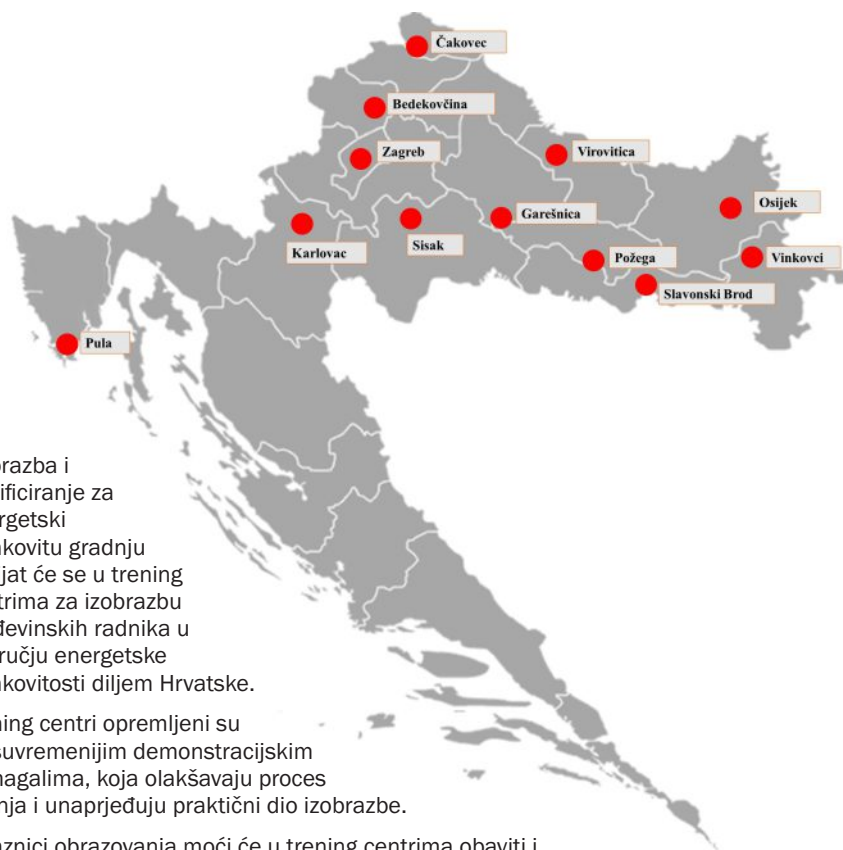 Čakovec
Bedekovčina
Zagreb
Virovitica
Osijek
Garešnica
Sisak
Karlovac
Požega
Vinkovci
Slavonski Brod
Pula
razba i
ificiranje za
rgetski
kovitu gradnju
jat će se u trening
trima za izobrazbu
đevinskih radnika u
ručju energetske
kovitosti diljem Hrvatske.
ning centri opremljeni su
suvremenijim demonstracijskim
nagalima, koja olakšavaju proces
nja i unaprjeđuju praktični dio izobrazbe.
aznici obrazovanja moći će u trening centrima obaviti i